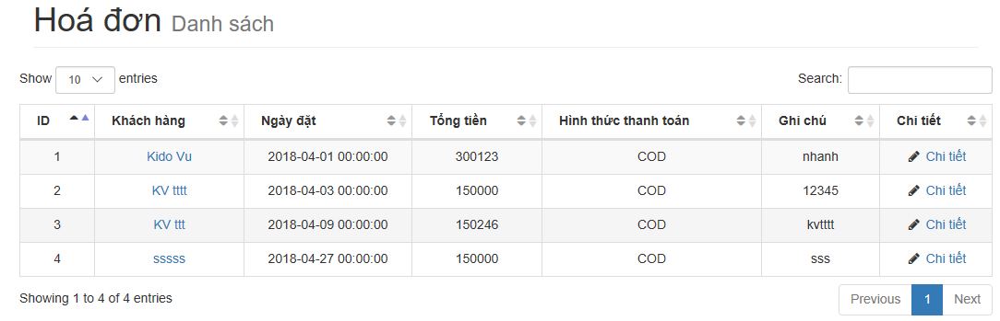 Hoá đơn Danh sách
Show 10 entries Search:
ID Khách hàng Ngày đặt Tổng tiền Hình thức thanh toán Ghi chú Chi tiết
1 Kido Vu 2018-04-01 00:00:00 300123 COD nhanh Chi tiết
2 KV tttt 2018-04-03 00:00:00 150000 COD 12345 Chi tiết
3 KV ttt 2018-04-09 00:00:00 150246 COD kvtttt Chi tiết
4 sssss 2018-04-27 00:00:00 150000 COD sss Chi tiết
Showing 1 to 4 of 4 entries Previous 1 Next